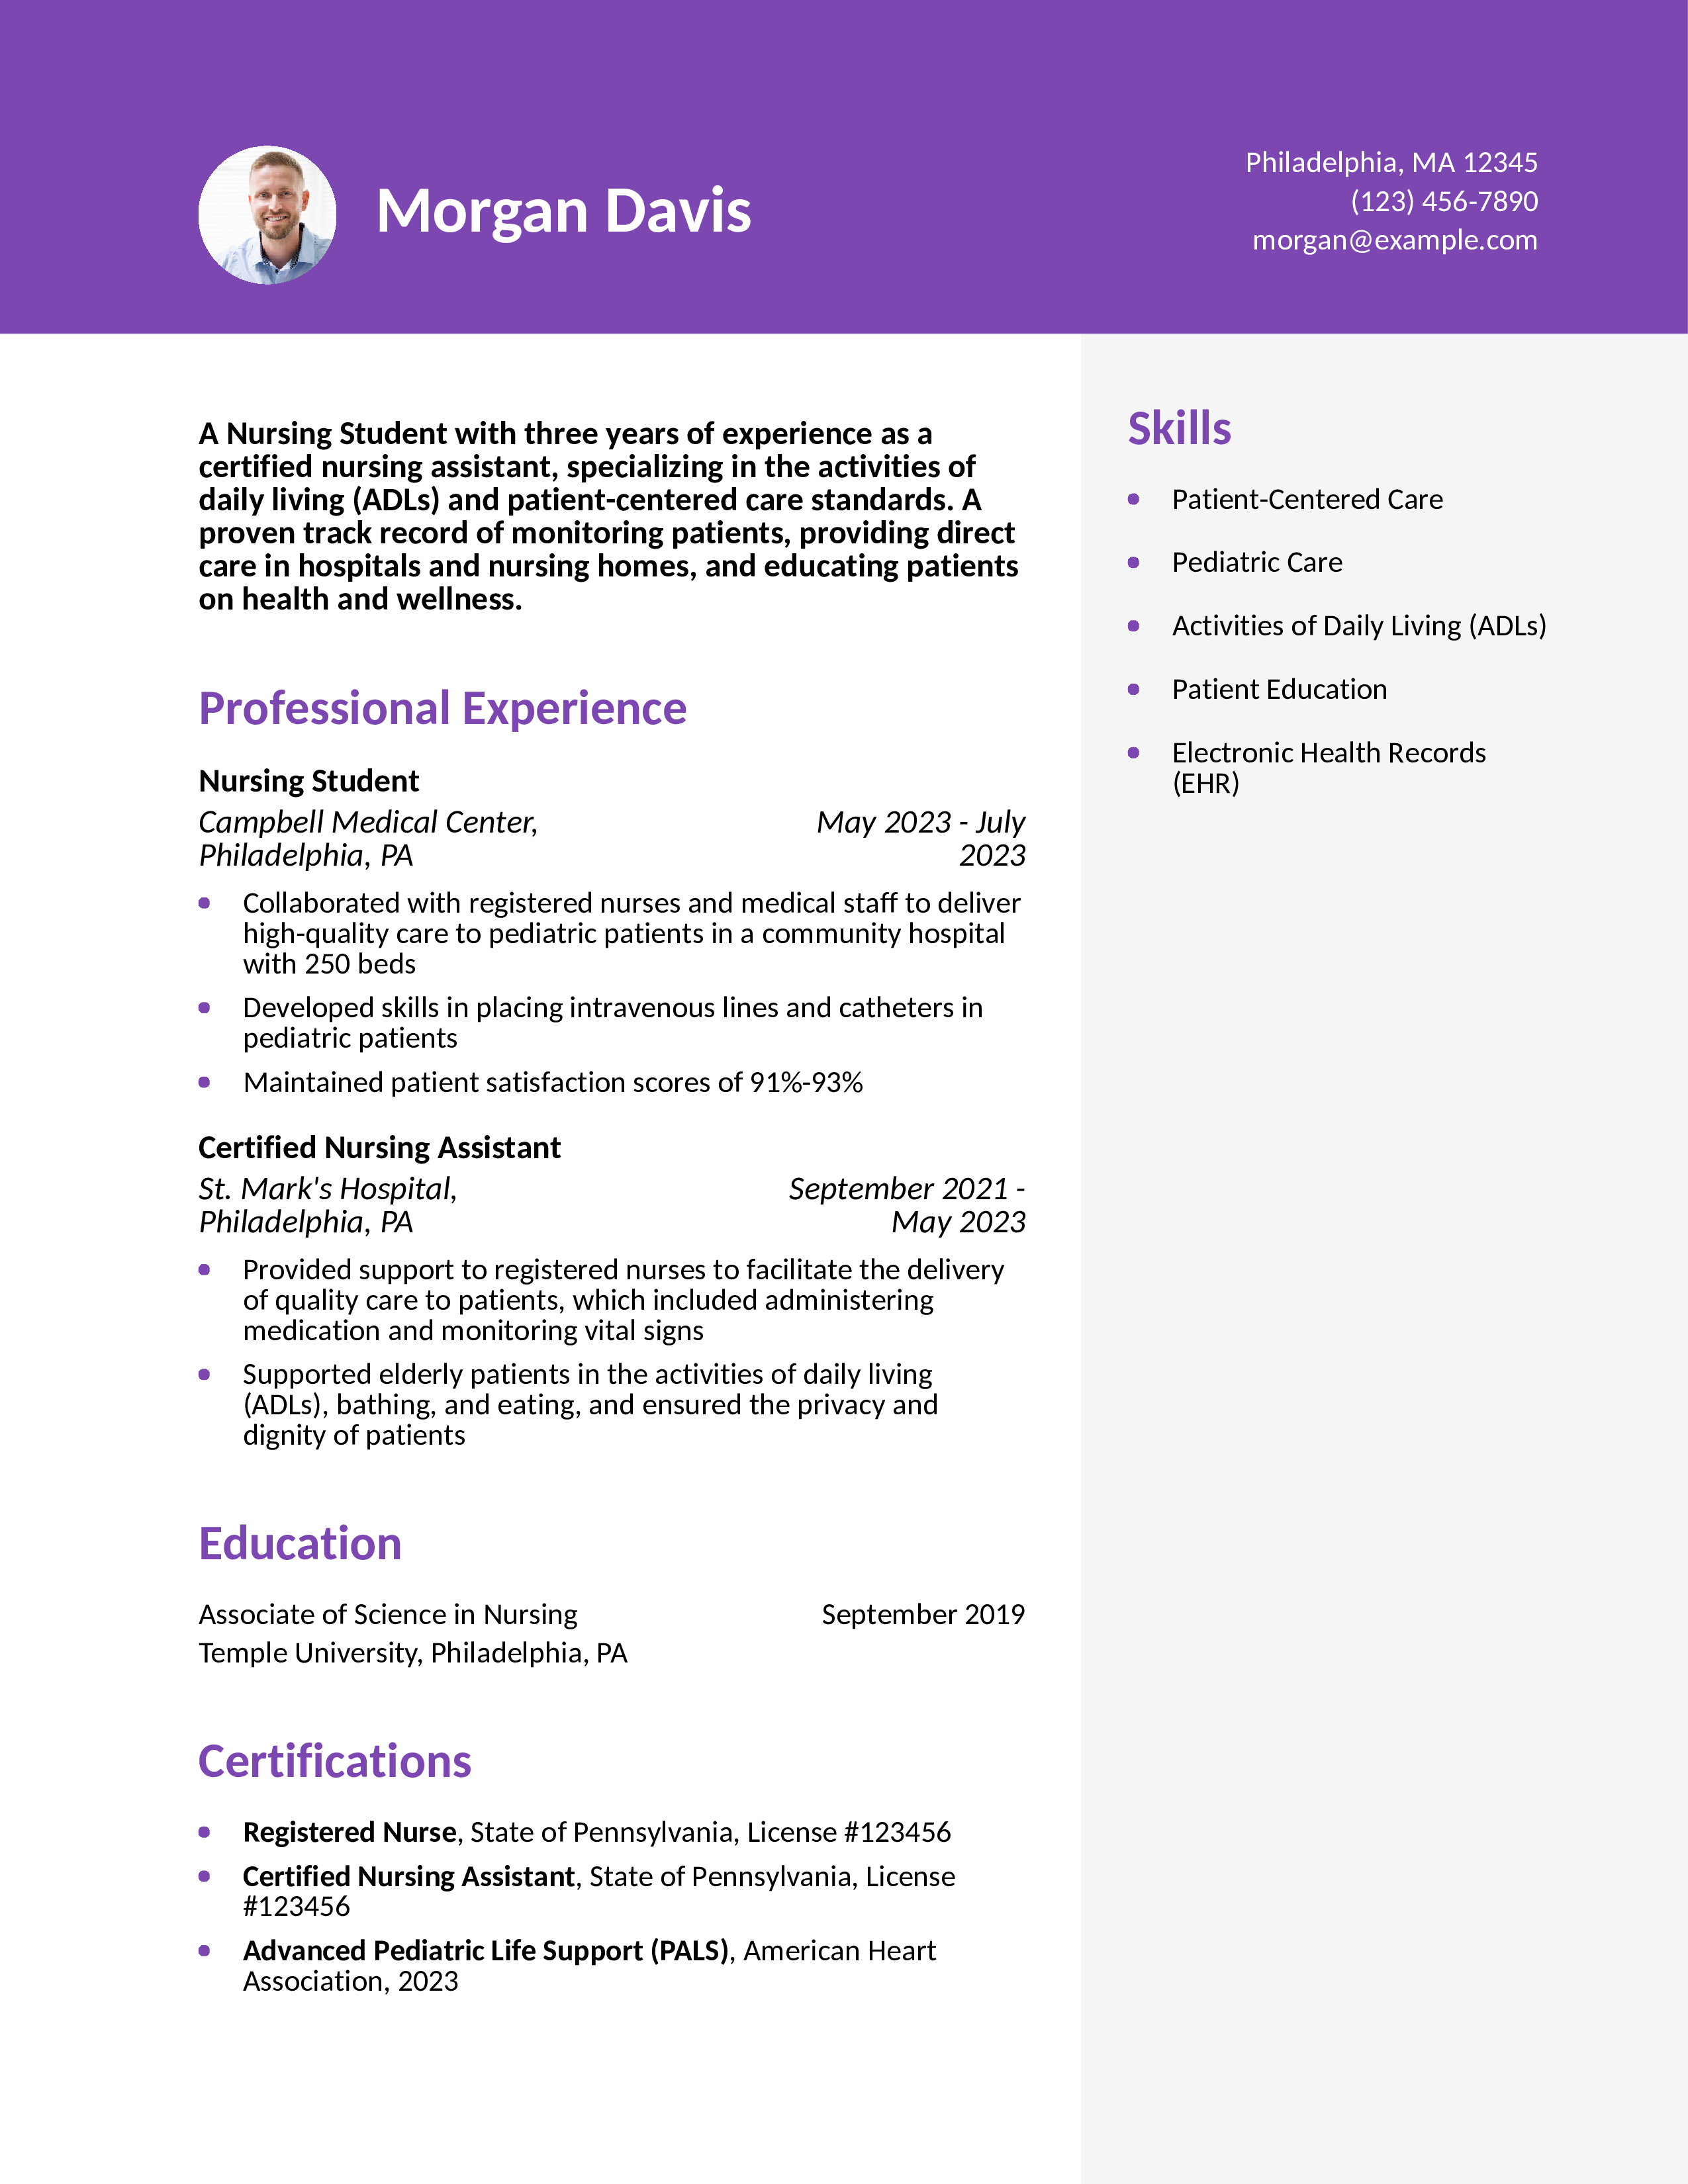 Morgan Davis
Philadelphia, MA 12345
(123) 456-7890
morgan@example.com
A Nursing Student with three years of experience as a
certified nursing assistant, specializing in the activities of
daily living (ADLs) and patient-centered care standards. A
proven track record of monitoring patients, providing direct
care in hospitals and nursing homes, and educating patients
on health and wellness.
Professional Experience
Nursing Student
Campbell Medical Center,
Philadelphia, PA
May 2023 - July
2023
• Collaborated with registered nurses and medical staff to deliver
high-quality care to pediatric patients in a community hospital
with 250 beds
• Developed skills in placing intravenous lines and catheters in
pediatric patients
• Maintained patient satisfaction scores of 91%-93%
Certified Nursing Assistant
St. Mark's Hospital,
Philadelphia, PA
September 2021 -
May 2023
• Provided support to registered nurses to facilitate the delivery
of quality care to patients, which included administering
medication and monitoring vital signs
• Supported elderly patients in the activities of daily living
(ADLs), bathing, and eating, and ensured the privacy and
dignity of patients
Education
Associate of Science in Nursing
September 2019
Temple University, Philadelphia, PA
Certifications
• Registered Nurse, State of Pennsylvania, License #123456
• Certified Nursing Assistant, State of Pennsylvania, License
#123456
• Advanced Pediatric Life Support (PALS), American Heart
Association, 2023
Skills
• Patient-Centered Care
• Pediatric Care
• Activities of Daily Living (ADLs)
• Patient Education
• Electronic Health Records
(EHR)